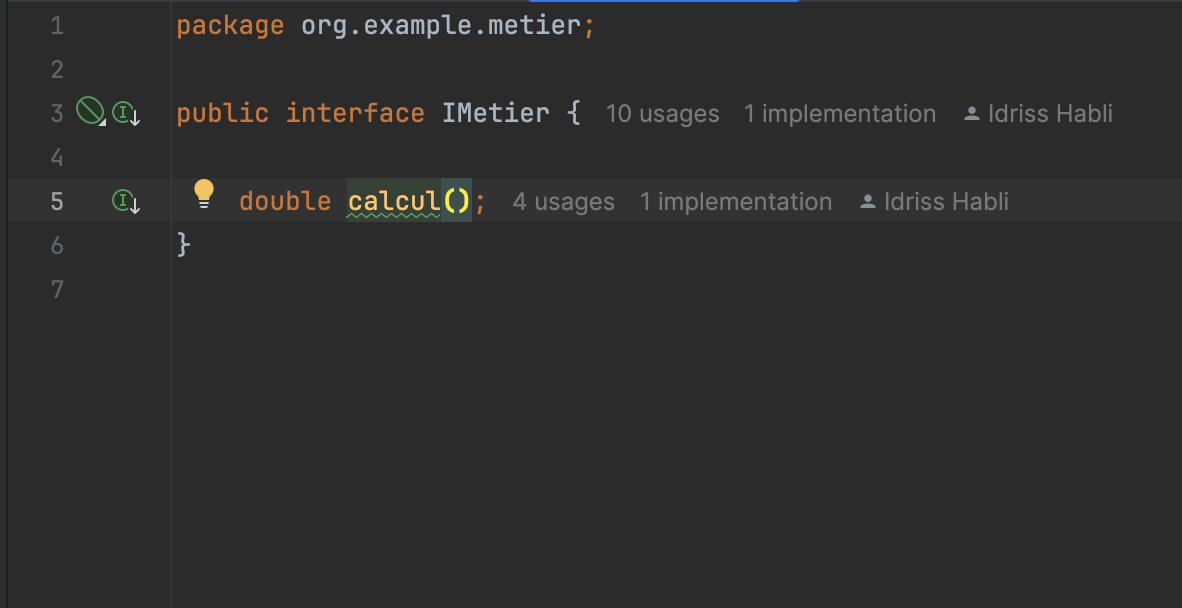 1 package org.example.metier;
2
3 public interface IMetier { 10 usages 1 implementation Idriss Habli
4
5 double calcul(); 4 usages 1 implementation Idriss Habli
6 }
7